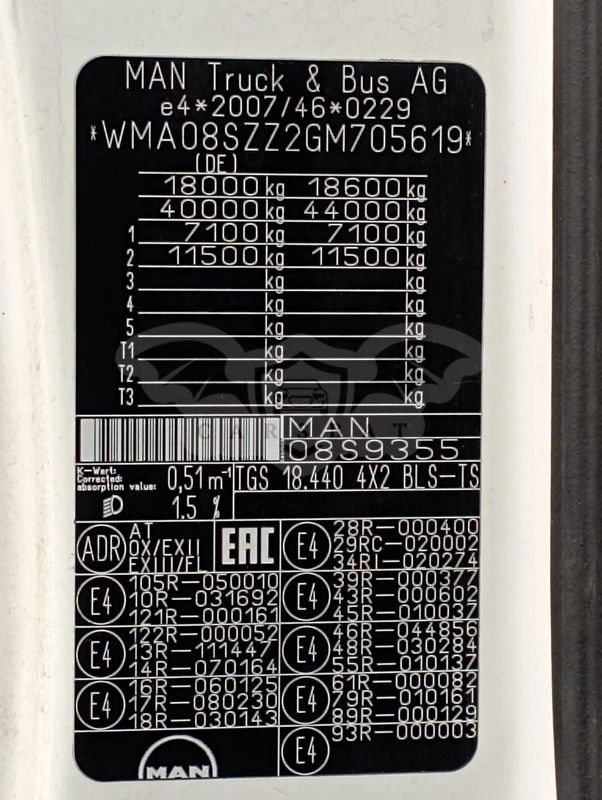 MAN Truck & Bus AG
e4*2007/46*0229
*WMA08SZZ2GM705619*
(DE)
18000 kg 18600 kg
40000 kg 44000 kg
1 7100 kg 7100 kg
2 11500 kg 11500 kg
3 kg kg
4 kg kg
5 kg kg
T1 kg kg
T2 kg kg
T3 kg kg
MAN
08S9355
K-Wert:
Corrected
absorption value: 0,51 m-1
TGS 18.440 4X2 BLS-TS
1.5 %
ADR AT
OX/EXII
EXIII/FL
EAC
E4 28R-000400
29RC-020002
34RI-020274
E4 105R-050010
10R-031692
121R-000161
E4 39R-000377
43R-000602
45R-010037
E4 122R-000052
13R-111447
14R-070164
E4 46R-044856
48R-030284
55R-010137
E4 16R-060125
17R-080230
18R-030143
E4 61R-000082
79R-010161
89R-000129
E4 93R-000003
MAN